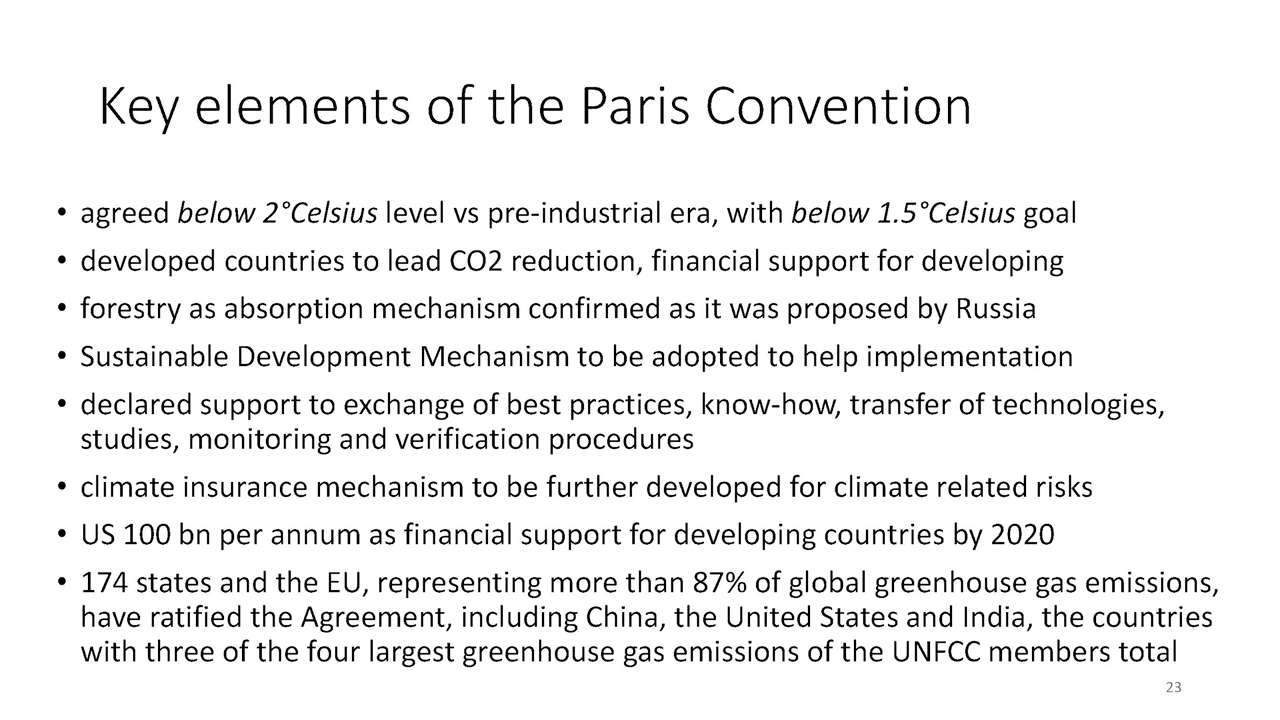 Key elements of the Paris Convention
• agreed below 2°Celsius level vs pre-industrial era, with below 1.5°Celsius goal
• developed countries to lead CO2 reduction, financial support for developing
• forestry as absorption mechanism confirmed as it was proposed by Russia
• Sustainable Development Mechanism to be adopted to help implementation
• declared support to exchange of best practices, know-how, transfer of technologies,
studies, monitoring and verification procedures
• climate insurance mechanism to be further developed for climate related risks
• US 100 bn per annum as financial support for developing countries by 2020
• 174 states and the EU, representing more than 87% of global greenhouse gas emissions,
have ratified the Agreement, including China, the United States and India, the countries
with three of the four largest greenhouse gas emissions of the UNFCC members total
23